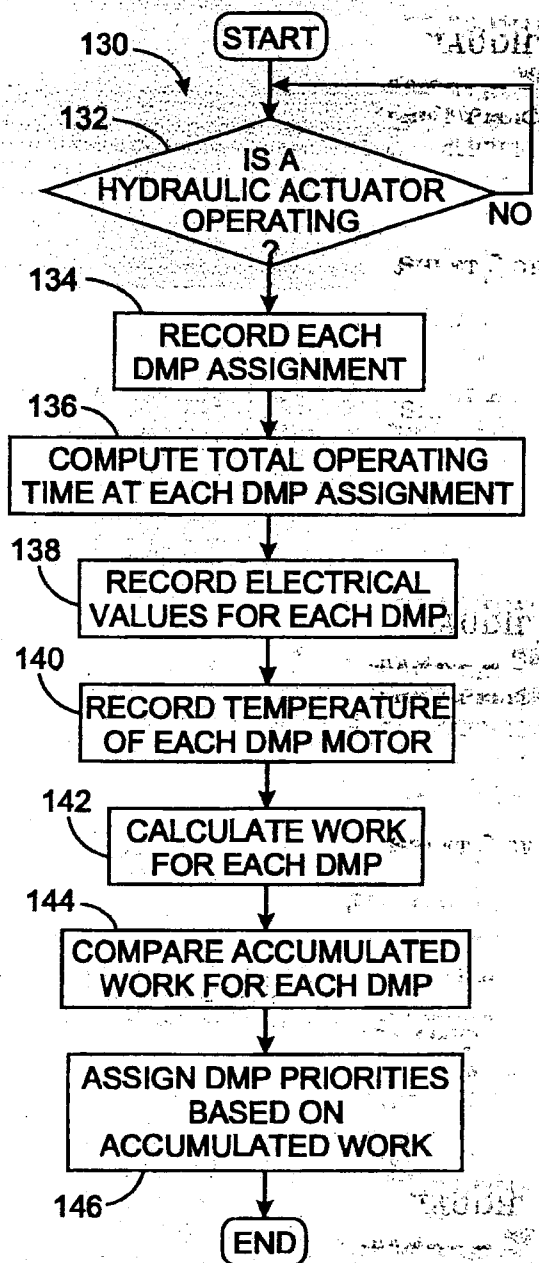 START
130
132
IS A
HYDRAULIC ACTUATOR
OPERATING
?
NO
134
RECORD EACH
DMP ASSIGNMENT
136
COMPUTE TOTAL OPERATING
TIME AT EACH DMP ASSIGNMENT
138
RECORD ELECTRICAL
VALUES FOR EACH DMP
140
RECORD TEMPERATURE
OF EACH DMP MOTOR
142
CALCULATE WORK
FOR EACH DMP
144
COMPARE ACCUMULATED
WORK FOR EACH DMP
ASSIGN DMP PRIORITIES
BASED ON
ACCUMULATED WORK
146
END